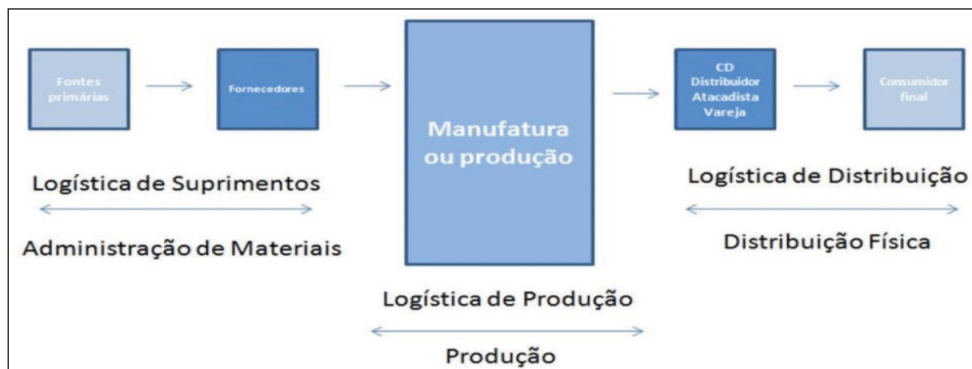 Fontes
primárias
Fornecedores
Manufatura
ou produção
CD
Distribuidor
Atacadista
Vareja
Consumidor
final
Logística de Suprimentos
Administração de Materiais
Logística de Produção
Produção
Logística de Distribuição
Distribuição Física